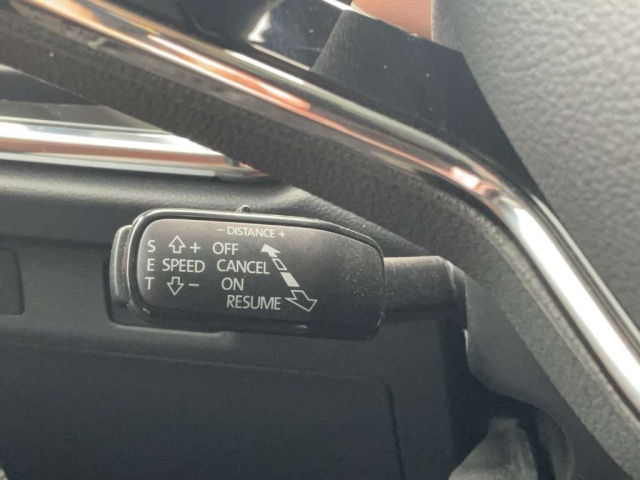 - DISTANCE +
S + OFF
E SPEED CANCEL
T - ON
RESUME